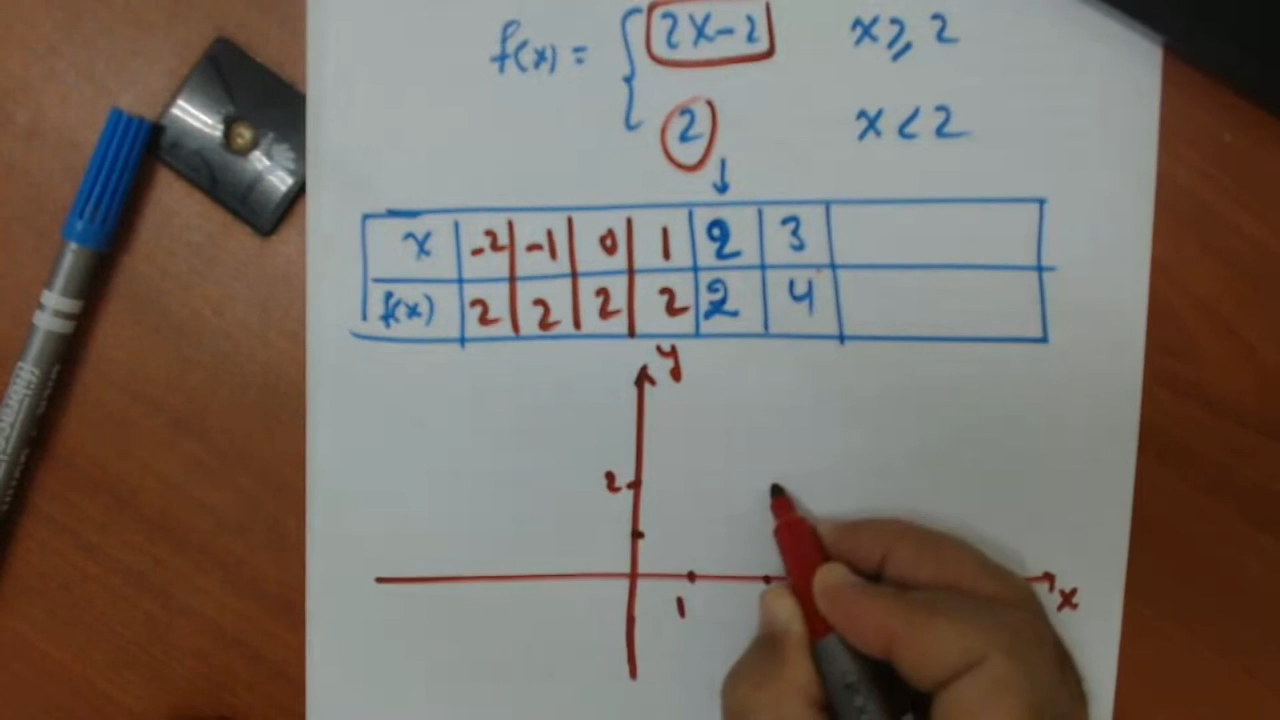 f(x) = { 2x-2 x⩾2
2 x<2
x -2 -1 0 1 2 3
f(x) 2 2 2 2 2 4
y
2
1
x